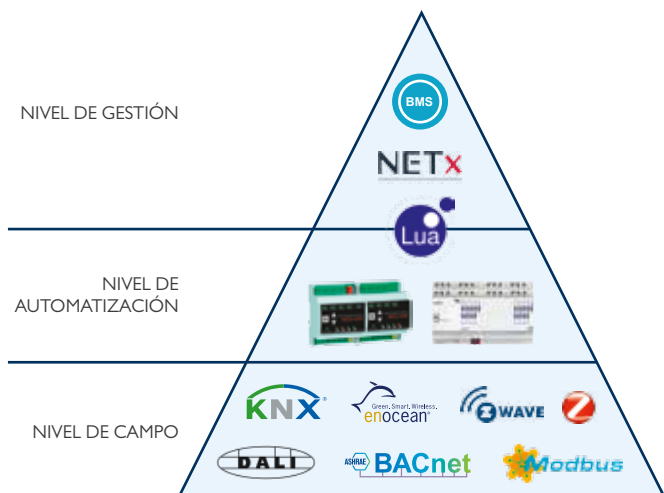 BMS
NIVEL DE GESTIÓN
NETx
Lua
NIVEL DE
AUTOMATIZACIÓN
KNX®
Green. Smart. Wireless.
enocean®
Z WAVE
Z
NIVEL DE CAMPO
DALI
ASHRAE BACnet
Modbus